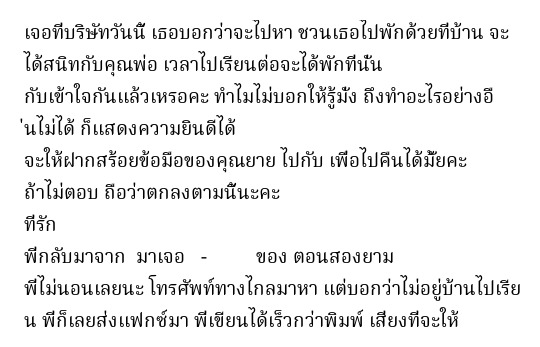 เจอที่บริษัทวันนี้ เธอบอกว่าจะไปหา ชวนเธอไปพักด้วยที่บ้าน จะ
ได้สนิทกับคุณพ่อ เวลาไปเรียนต่อจะได้พักที่นั่น
กับเข้าใจกันแล้วเหรอคะ ทำไมไม่บอกให้รู้มั่ง ถึงทำอะไรอย่างอื
่นไม่ได้ ก็แสดงความยินดีได้
จะให้ฝากสร้อยข้อมือของคุณยาย ไปกับ เพื่อไปคืนได้มั้ยคะ
ถ้าไม่ตอบ ถือว่าตกลงตามนั้นนะคะ
ที่รัก
พี่กลับมาจาก มาเจอ - ของ ตอนสองยาม
พี่ไม่นอนเลยนะ โทรศัพท์ทางไกลมาหา แต่บอกว่าไม่อยู่บ้านไปเรีย
น พี่ก็เลยส่งแฟกซ์มา พี่เขียนได้เร็วกว่าพิมพ์ เสียงที่จะให้